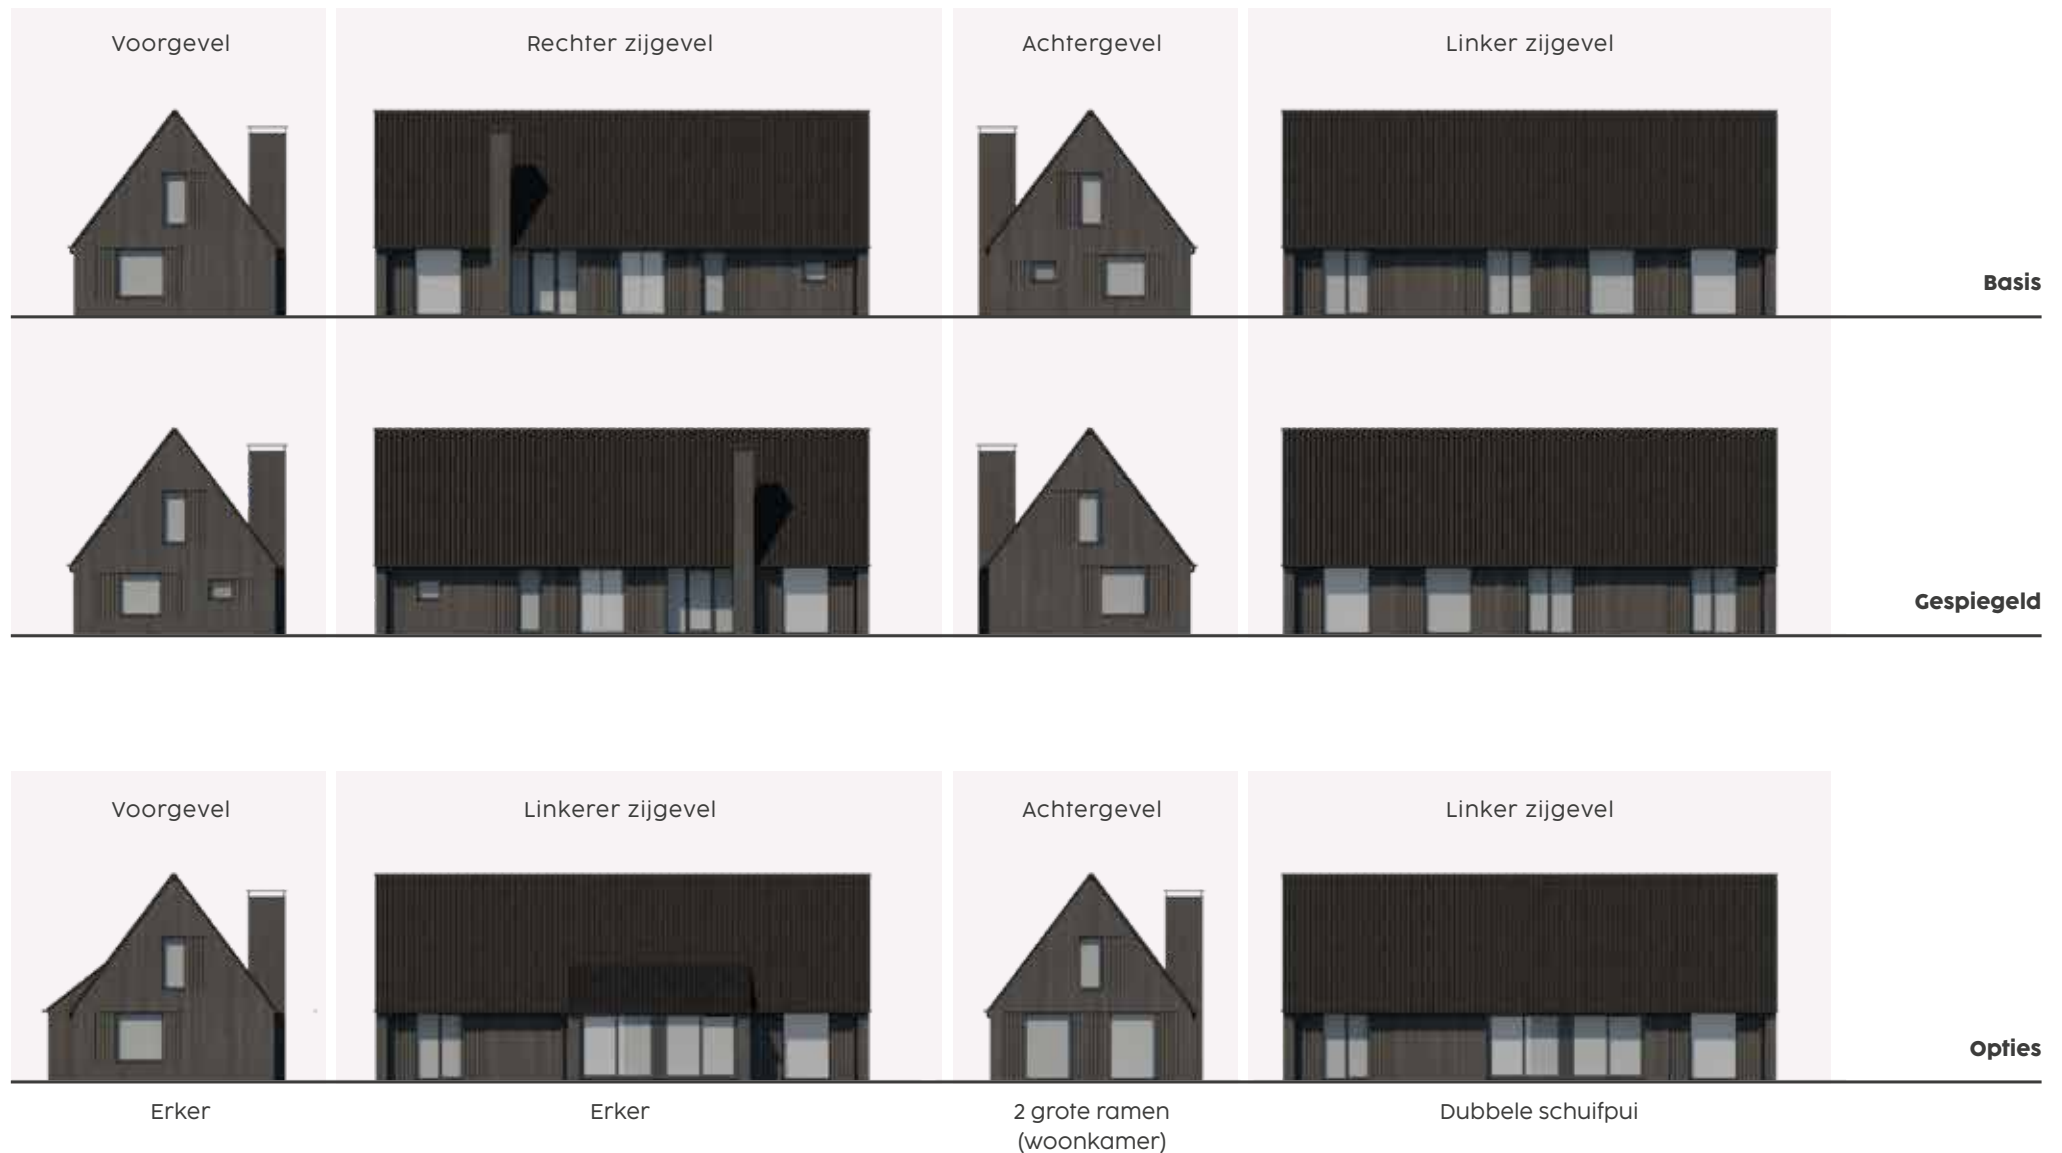 Voorgevel
Rechter zijgevel
Achtergevel
Linker zijgevel
Basis
Gespiegeld
Voorgevel
Linkerer zijgevel
Achtergevel
Linker zijgevel
Opties
Erker
Erker
2 grote ramen
(woonkamer)
Dubbele schuifpui